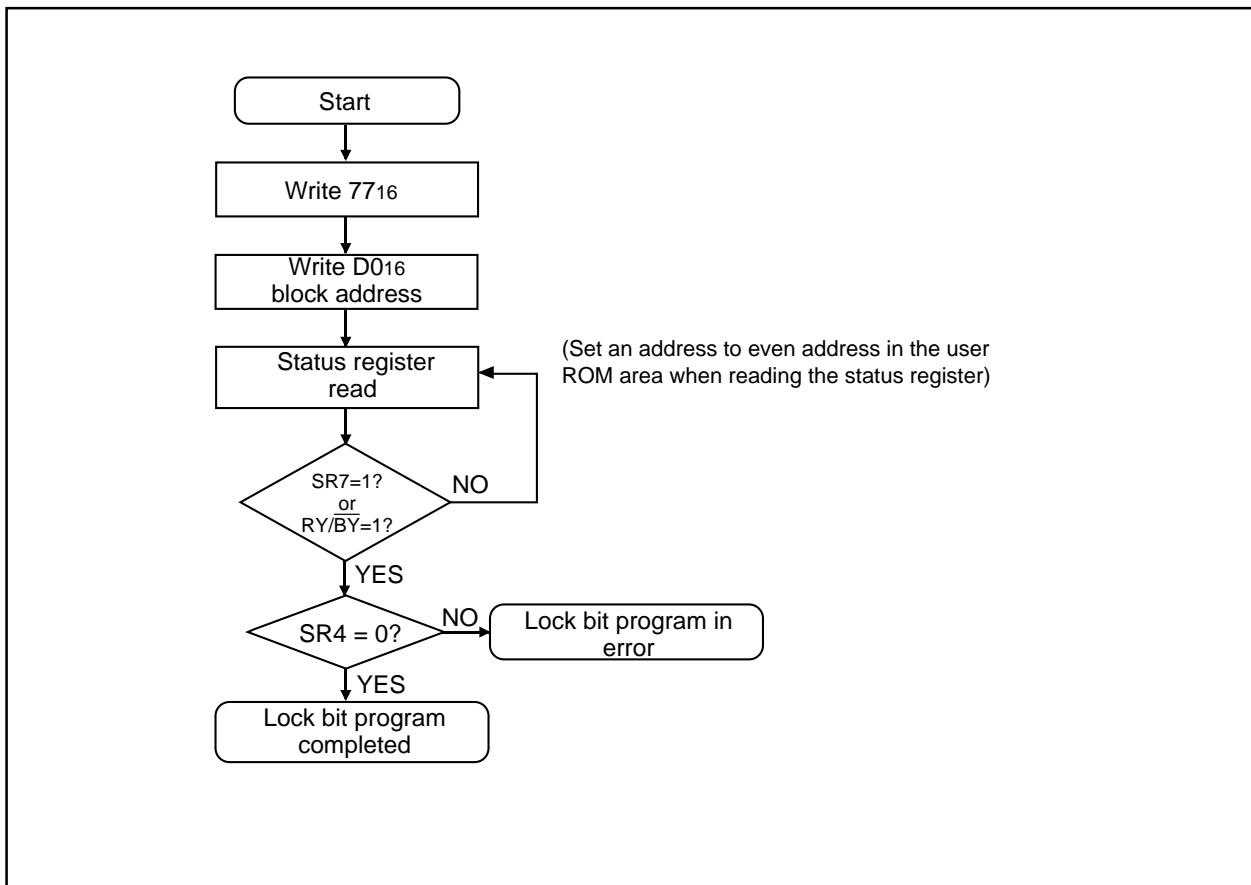 Start
Write 7716
Write D016
block address
Status register
read
(Set an address to even address in the user
ROM area when reading the status register)
SR7=1?
or
RY/B̅Y̅=1?
NO
YES
SR4 = 0?
NO
Lock bit program in
error
YES
Lock bit program
completed